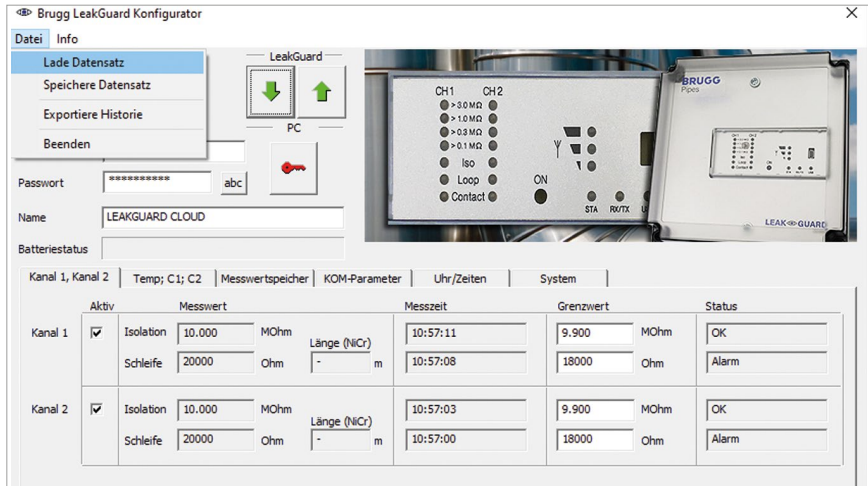 Brugg LeakGuard Konfigurator
Datei Info
Lade Datensatz
Speichere Datensatz
Exportiere Historie
Beenden
LeakGuard
PC
Passwort ********** abc
Name LEAKGUARD CLOUD
Batteriestatus
CH1 CH2
> 3.0 MΩ
> 1.0 MΩ
> 0.3 MΩ
> 0.1 MΩ
Iso
Loop
Contact
ON
STA RX/TX
BRUGG
Pipes
LEAK GUARD
Kanal 1, Kanal 2 Temp; C1; C2 Messwertspeicher KOM-Parameter Uhr/Zeiten System
Aktiv Messwert Messzeit Grenzwert Status
Kanal 1 Isolation 10.000 MOhm Länge (NiCr) 10:57:11 9.900 MOhm OK
Schleife 20000 Ohm - m 10:57:08 18000 Ohm Alarm
Kanal 2 Isolation 10.000 MOhm Länge (NiCr) 10:57:03 9.900 MOhm OK
Schleife 20000 Ohm - m 10:57:00 18000 Ohm Alarm